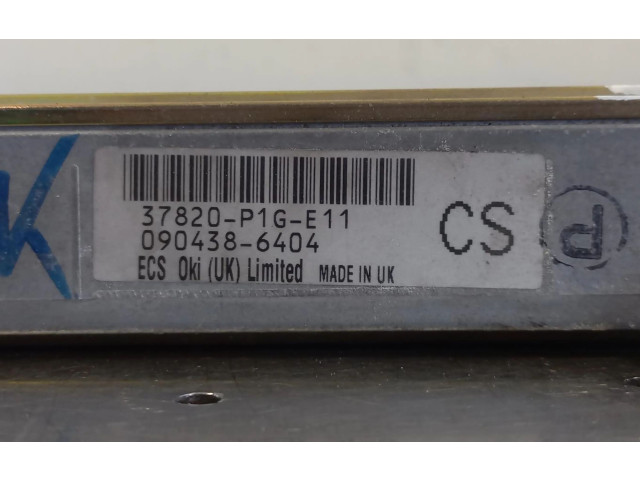 37820-P1G-E11
090438-6404
ECS Oki (UK) Limited MADE IN UK
CS
P
K